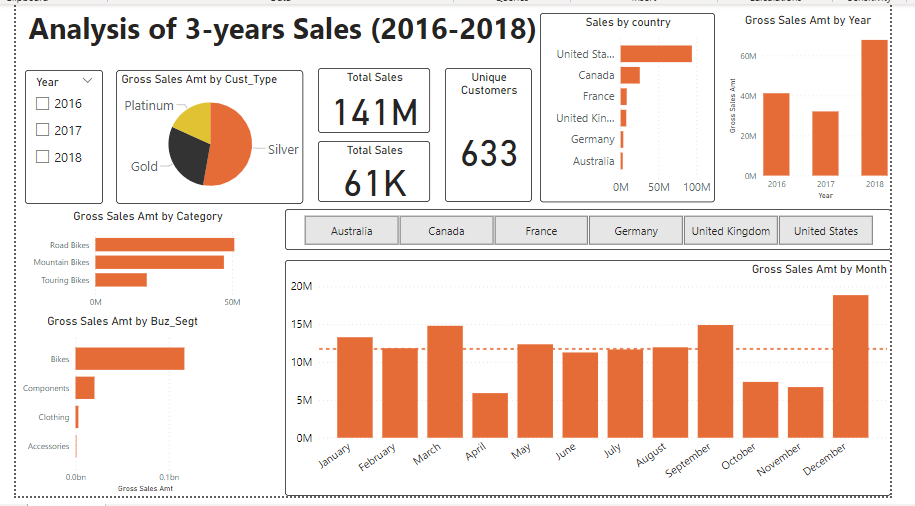 Analysis of 3-years Sales (2016-2018)
Year
2016
2017
2018
Gross Sales Amt by Cust_Type
Platinum
Gold
Silver
Total Sales
141M
Total Sales
61K
Unique
Customers
633
Sales by country
United Sta...
Canada
France
United Kin...
Germany
Australia
0M 50M 100M
Gross Sales Amt by Year
Gross Sales Amt
60M
40M
20M
0M
2016 2017 2018
Year
Gross Sales Amt by Category
Road Bikes
Mountain Bikes
Touring Bikes
0M 50M
Gross Sales Amt by Buz_Segt
Bikes
Components
Clothing
Accessories
0.0bn 0.1bn
Gross Sales Amt
Australia Canada France Germany United Kingdom United States
Gross Sales Amt by Month
20M
15M
10M
5M
0M
January February March April May June July August September October November December